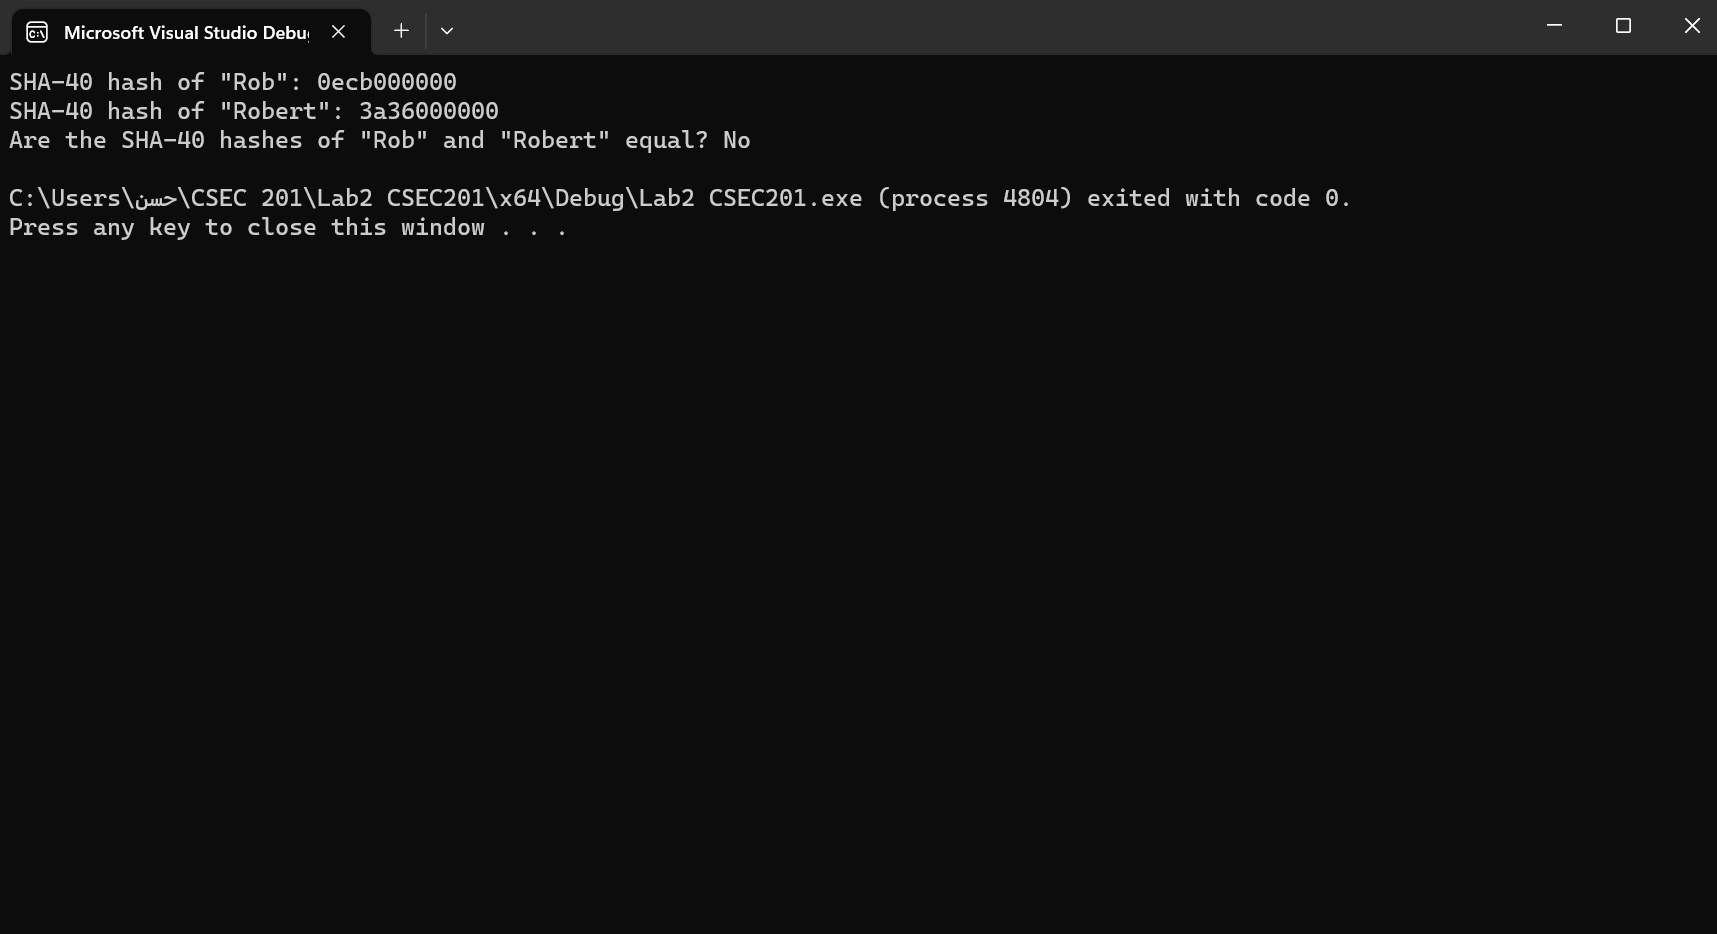 Microsoft Visual Studio Debu
SHA-40 hash of "Rob": 0ecb000000
SHA-40 hash of "Robert": 3a36000000
Are the SHA-40 hashes of "Rob" and "Robert" equal? No
C:\Users\حسن\CSEC 201\Lab2 CSEC201\x64\Debug\Lab2 CSEC201.exe (process 4804) exited with code 0.
Press any key to close this window . . .